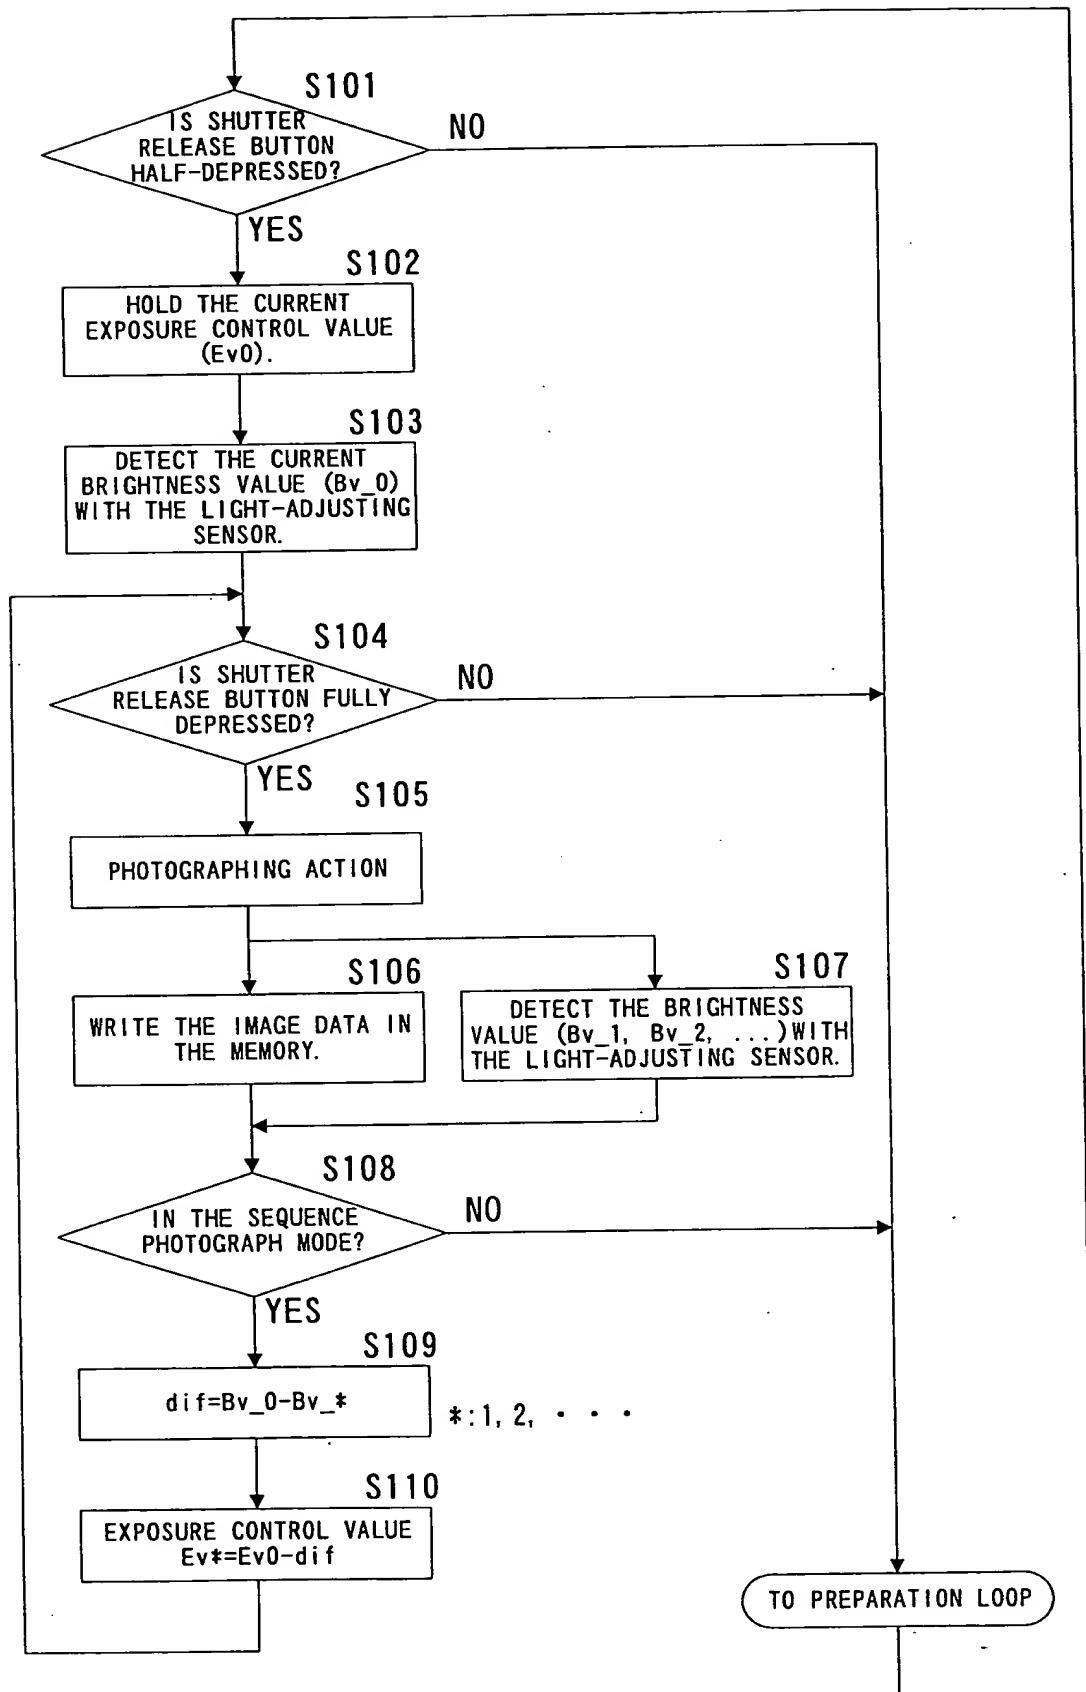 S101
IS SHUTTER
RELEASE BUTTON
HALF-DEPRESSED?
NO
YES
S102
HOLD THE CURRENT
EXPOSURE CONTROL VALUE
(Ev0).
S103
DETECT THE CURRENT
BRIGHTNESS VALUE (Bv_0)
WITH THE LIGHT-ADJUSTING
SENSOR.
S104
IS SHUTTER
RELEASE BUTTON FULLY
DEPRESSED?
NO
YES
S105
PHOTOGRAPHING ACTION
S106
WRITE THE IMAGE DATA IN
THE MEMORY.
S107
DETECT THE BRIGHTNESS
VALUE (Bv_1, Bv_2, ...)WITH
THE LIGHT-ADJUSTING SENSOR.
S108
IN THE SEQUENCE
PHOTOGRAPH MODE?
NO
YES
S109
dif=Bv_0-Bv_*
*:1, 2, · · ·
S110
EXPOSURE CONTROL VALUE
Ev*=Ev0-dif
TO PREPARATION LOOP